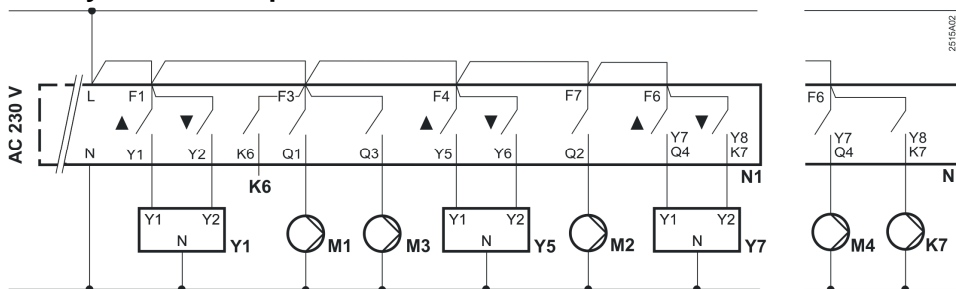 2515A02
AC 230 V
L F1 F3 F4 F7 F6 F6
▲ ▼ ▲ ▼ ▲ ▼
Y7 Y8 Y7 Y8
N Y1 Y2 K6 Q1 Q3 Y5 Y6 Q2 Q4 K7 Q4 K7
K6 N1 N
Y1 Y2 Y1 Y2 Y1 Y2
N Y1 M1 M3 N Y5 M2 N Y7 M4 K7